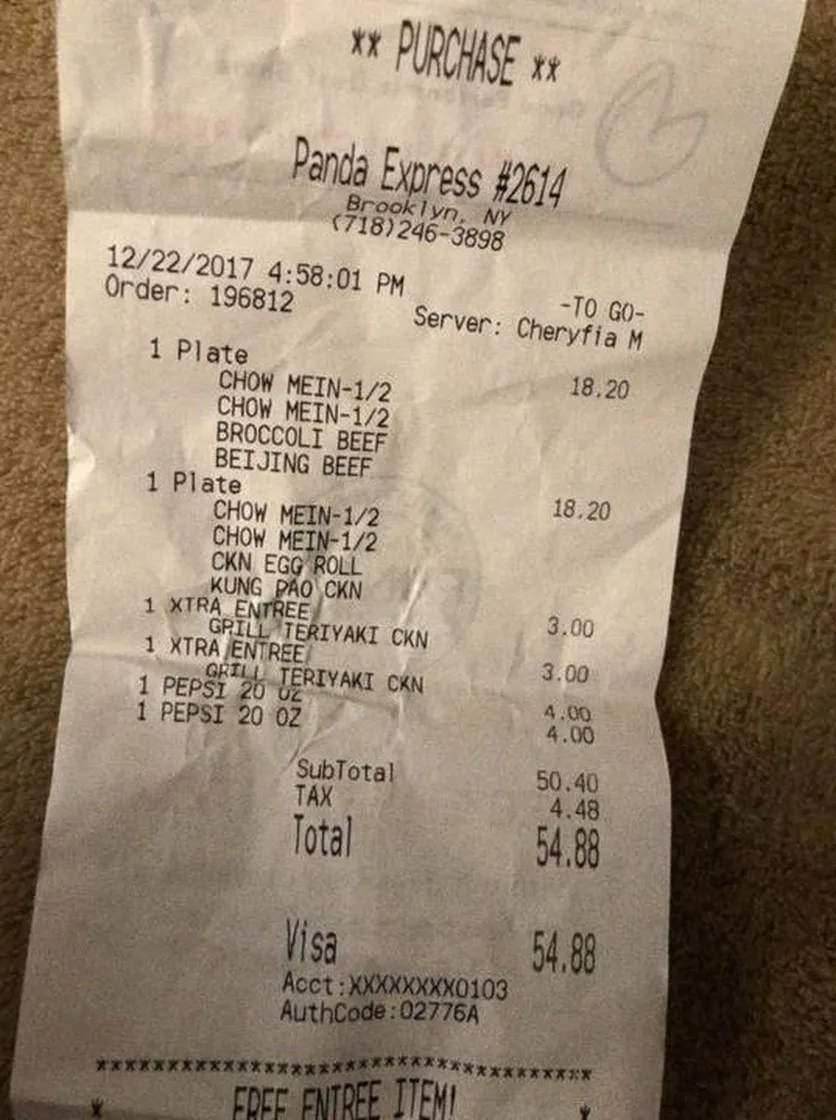 ** PURCHASE **
Panda Express #2614
Brooklyn, NY
(718)246-3898
12/22/2017 4:58:01 PM
-TO GO-
Order: 196812
Server: Cheryfia M
1 Plate 18.20
CHOW MEIN-1/2
CHOW MEIN-1/2
BROCCOLI BEEF
BEIJING BEEF
1 Plate 18.20
CHOW MEIN-1/2
CHOW MEIN-1/2
CKN EGG ROLL
KUNG PAO CKN
1 XTRA ENTREE 3.00
GRILL TERIYAKI CKN
1 XTRA ENTREE 3.00
GRILL TERIYAKI CKN
1 PEPSI 20 OZ 4.00
1 PEPSI 20 OZ 4.00
SubTotal 50.40
TAX 4.48
Total 54.88
Visa 54.88
Acct:XXXXXXXX0103
AuthCode:02776A
****************************************
* FREE ENTREE ITEM! *